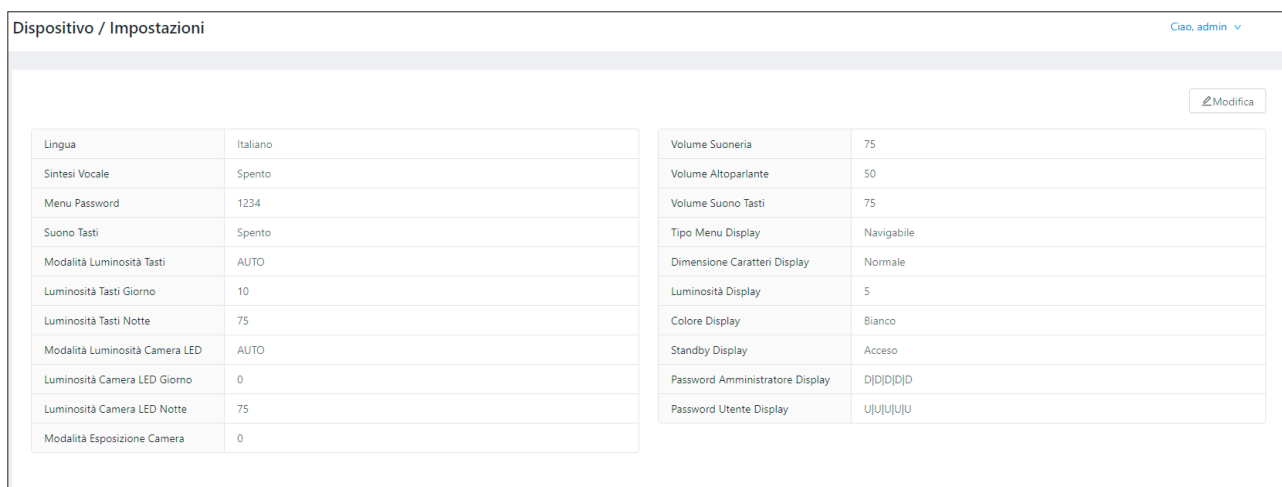 Dispositivo / Impostazioni
Ciao, admin
Modifica
Lingua Italiano
Sintesi Vocale Spento
Menu Password 1234
Suono Tasti Spento
Modalità Luminosità Tasti AUTO
Luminosità Tasti Giorno 10
Luminosità Tasti Notte 75
Modalità Luminosità Camera LED AUTO
Luminosità Camera LED Giorno 0
Luminosità Camera LED Notte 75
Modalità Esposizione Camera 0
Volume Suoneria 75
Volume Altoparlante 50
Volume Suono Tasti 75
Tipo Menu Display Navigabile
Dimensione Caratteri Display Normale
Luminosità Display 5
Colore Display Bianco
Standby Display Acceso
Password Amministratore Display D|D|D|D|D
Password Utente Display U|U|U|U|U